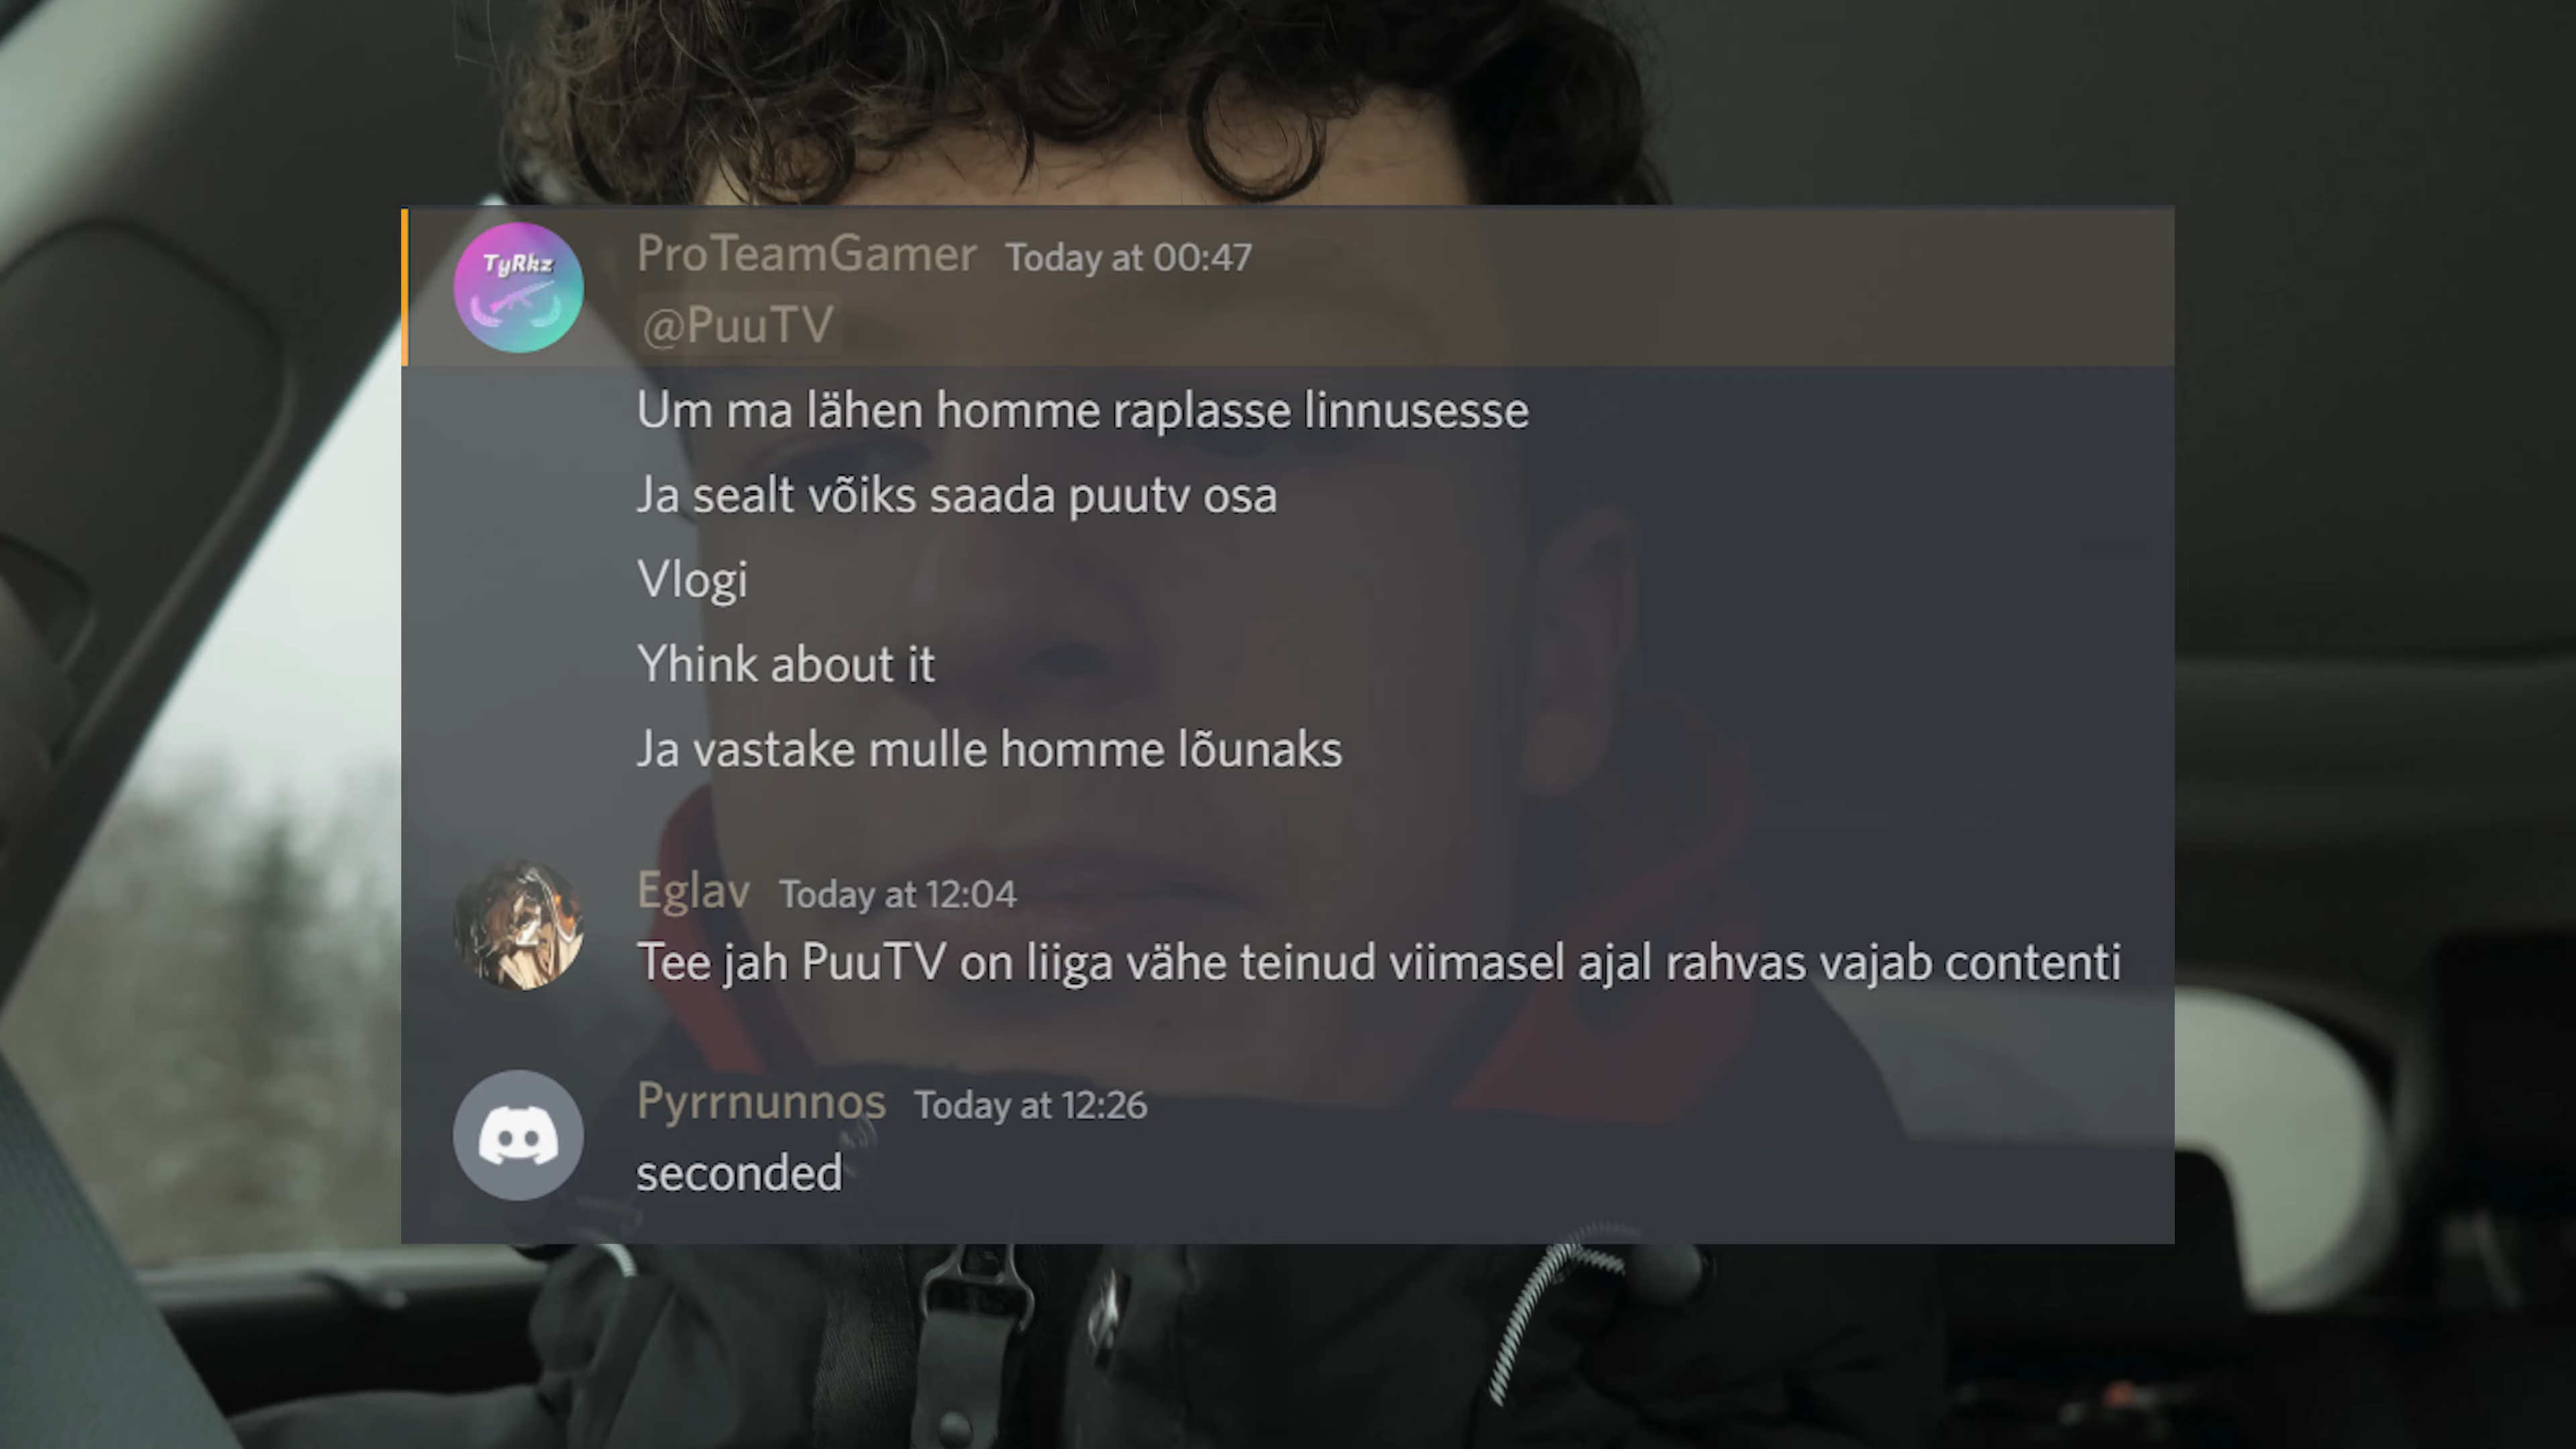 TyRkz
ProTeamGamer Today at 00:47
@PuuTV
Um ma lähen homme raplasse linnusesse
Ja sealt võiks saada puutv osa
Vlogi
Yhink about it
Ja vastake mulle homme lõunaks
Eglav Today at 12:04
Tee jah PuuTV on liiga vähe teinud viimasel ajal rahvas vajab contenti
Pyrrnunnos Today at 12:26
seconded